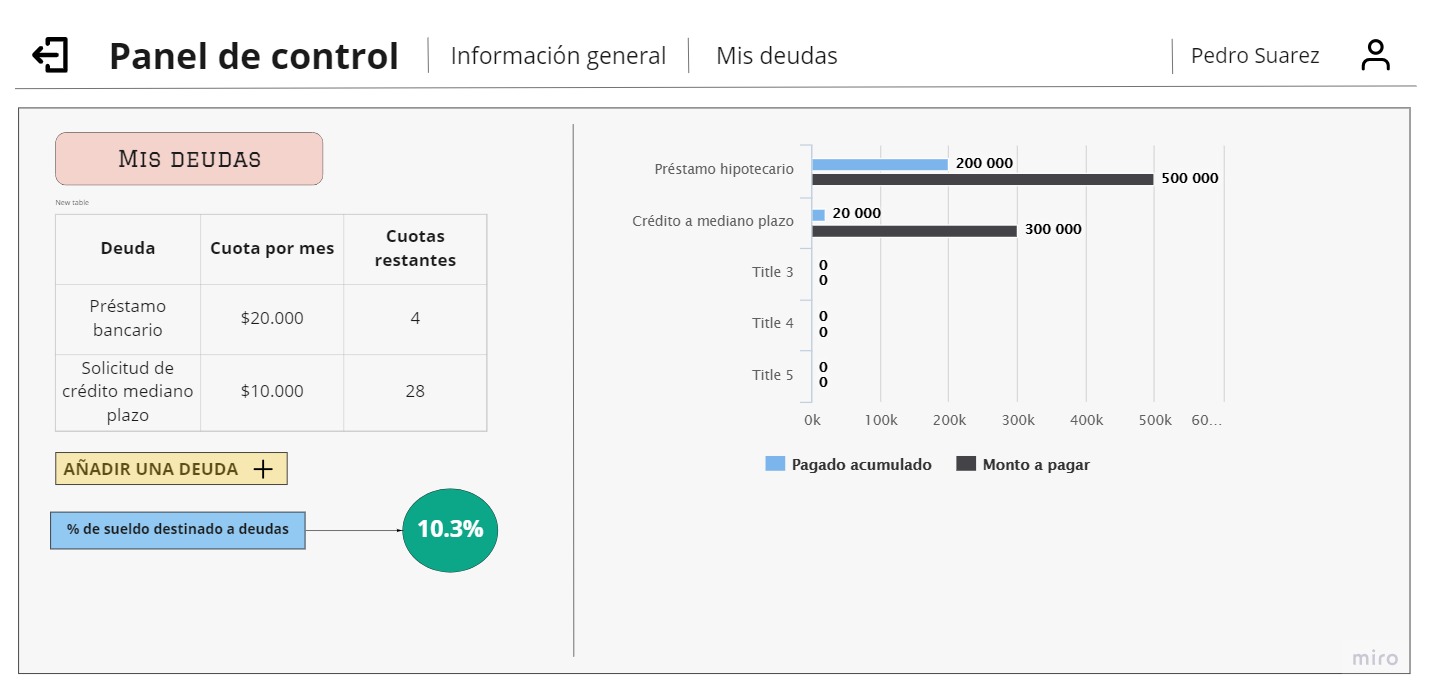 Panel de control
Información general
Mis deudas
Pedro Suarez
Mis deudas
New table
Deuda
Cuota por mes
Cuotas
restantes
Préstamo
bancario
$20.000
4
Solicitud de
crédito mediano
plazo
$10.000
28
AÑADIR UNA DEUDA
% de sueldo destinado a deudas
10.3%
Préstamo hipotecario
200 000
500 000
Crédito a mediano plazo
20 000
300 000
Title 3
0
0
Title 4
0
0
Title 5
0
0
0k
100k
200k
300k
400k
500k
60...
Pagado acumulado
Monto a pagar
miro